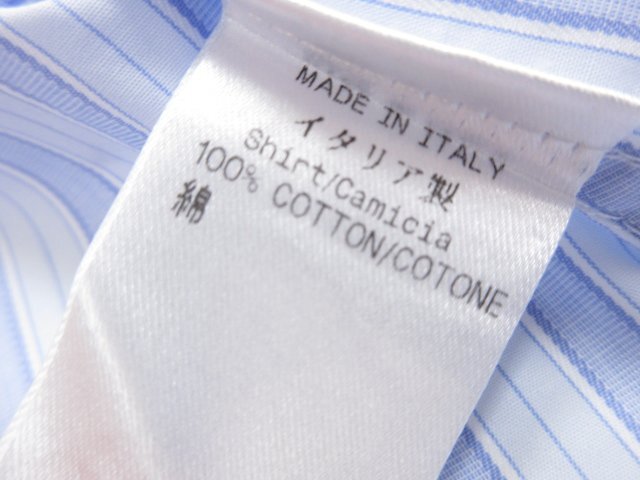 MADE IN ITALY
イタリア製
Shirt/Camicia
100% COTTON/COTONE
綿